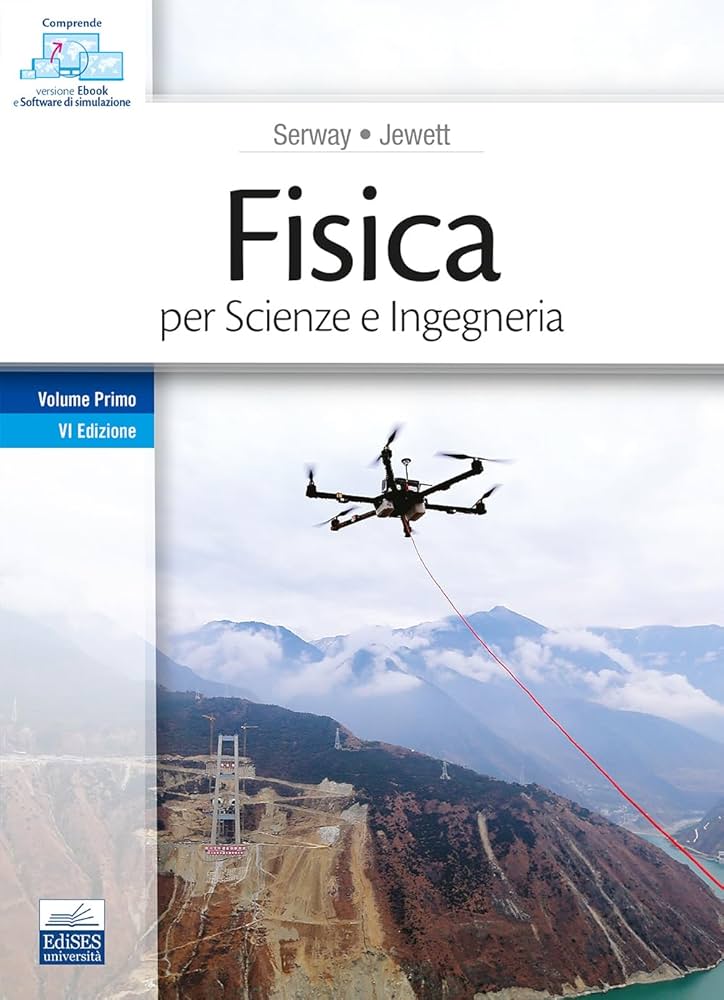 Comprende
versione Ebook
e Software di simulazione
Serway • Jewett
Fisica
per Scienze e Ingegneria
Volume Primo
VI Edizione
EdiSES
università